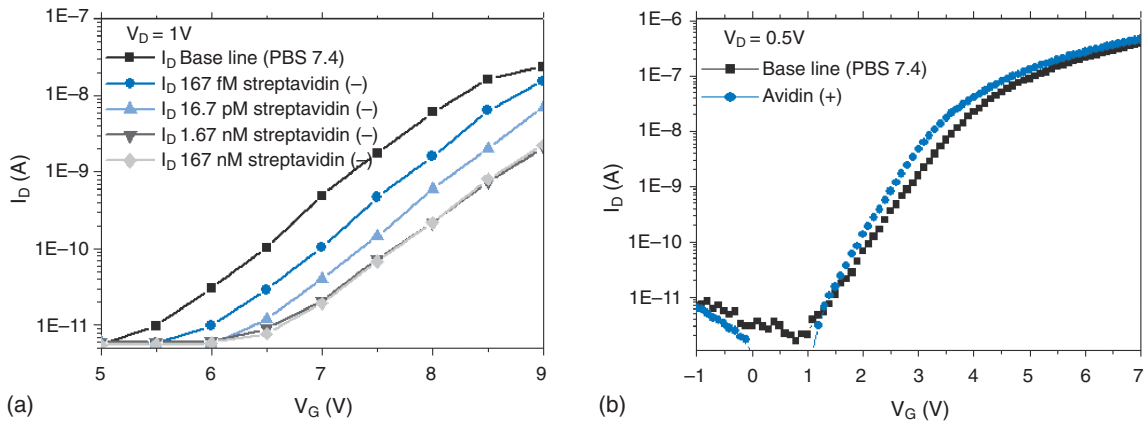 1E−7
1E−8
1E−9
1E−10
1E−11
I_D (A)
V_D = 1V
I_D Base line (PBS 7.4)
I_D 167 fM streptavidin (−)
I_D 16.7 pM streptavidin (−)
I_D 1.67 nM streptavidin (−)
I_D 167 nM streptavidin (−)
5 6 7 8 9
V_G (V)
(a)
1E−6
1E−7
1E−8
1E−9
1E−10
1E−11
I_D (A)
V_D = 0.5V
Base line (PBS 7.4)
Avidin (+)
−1 0 1 2 3 4 5 6 7
V_G (V)
(b)